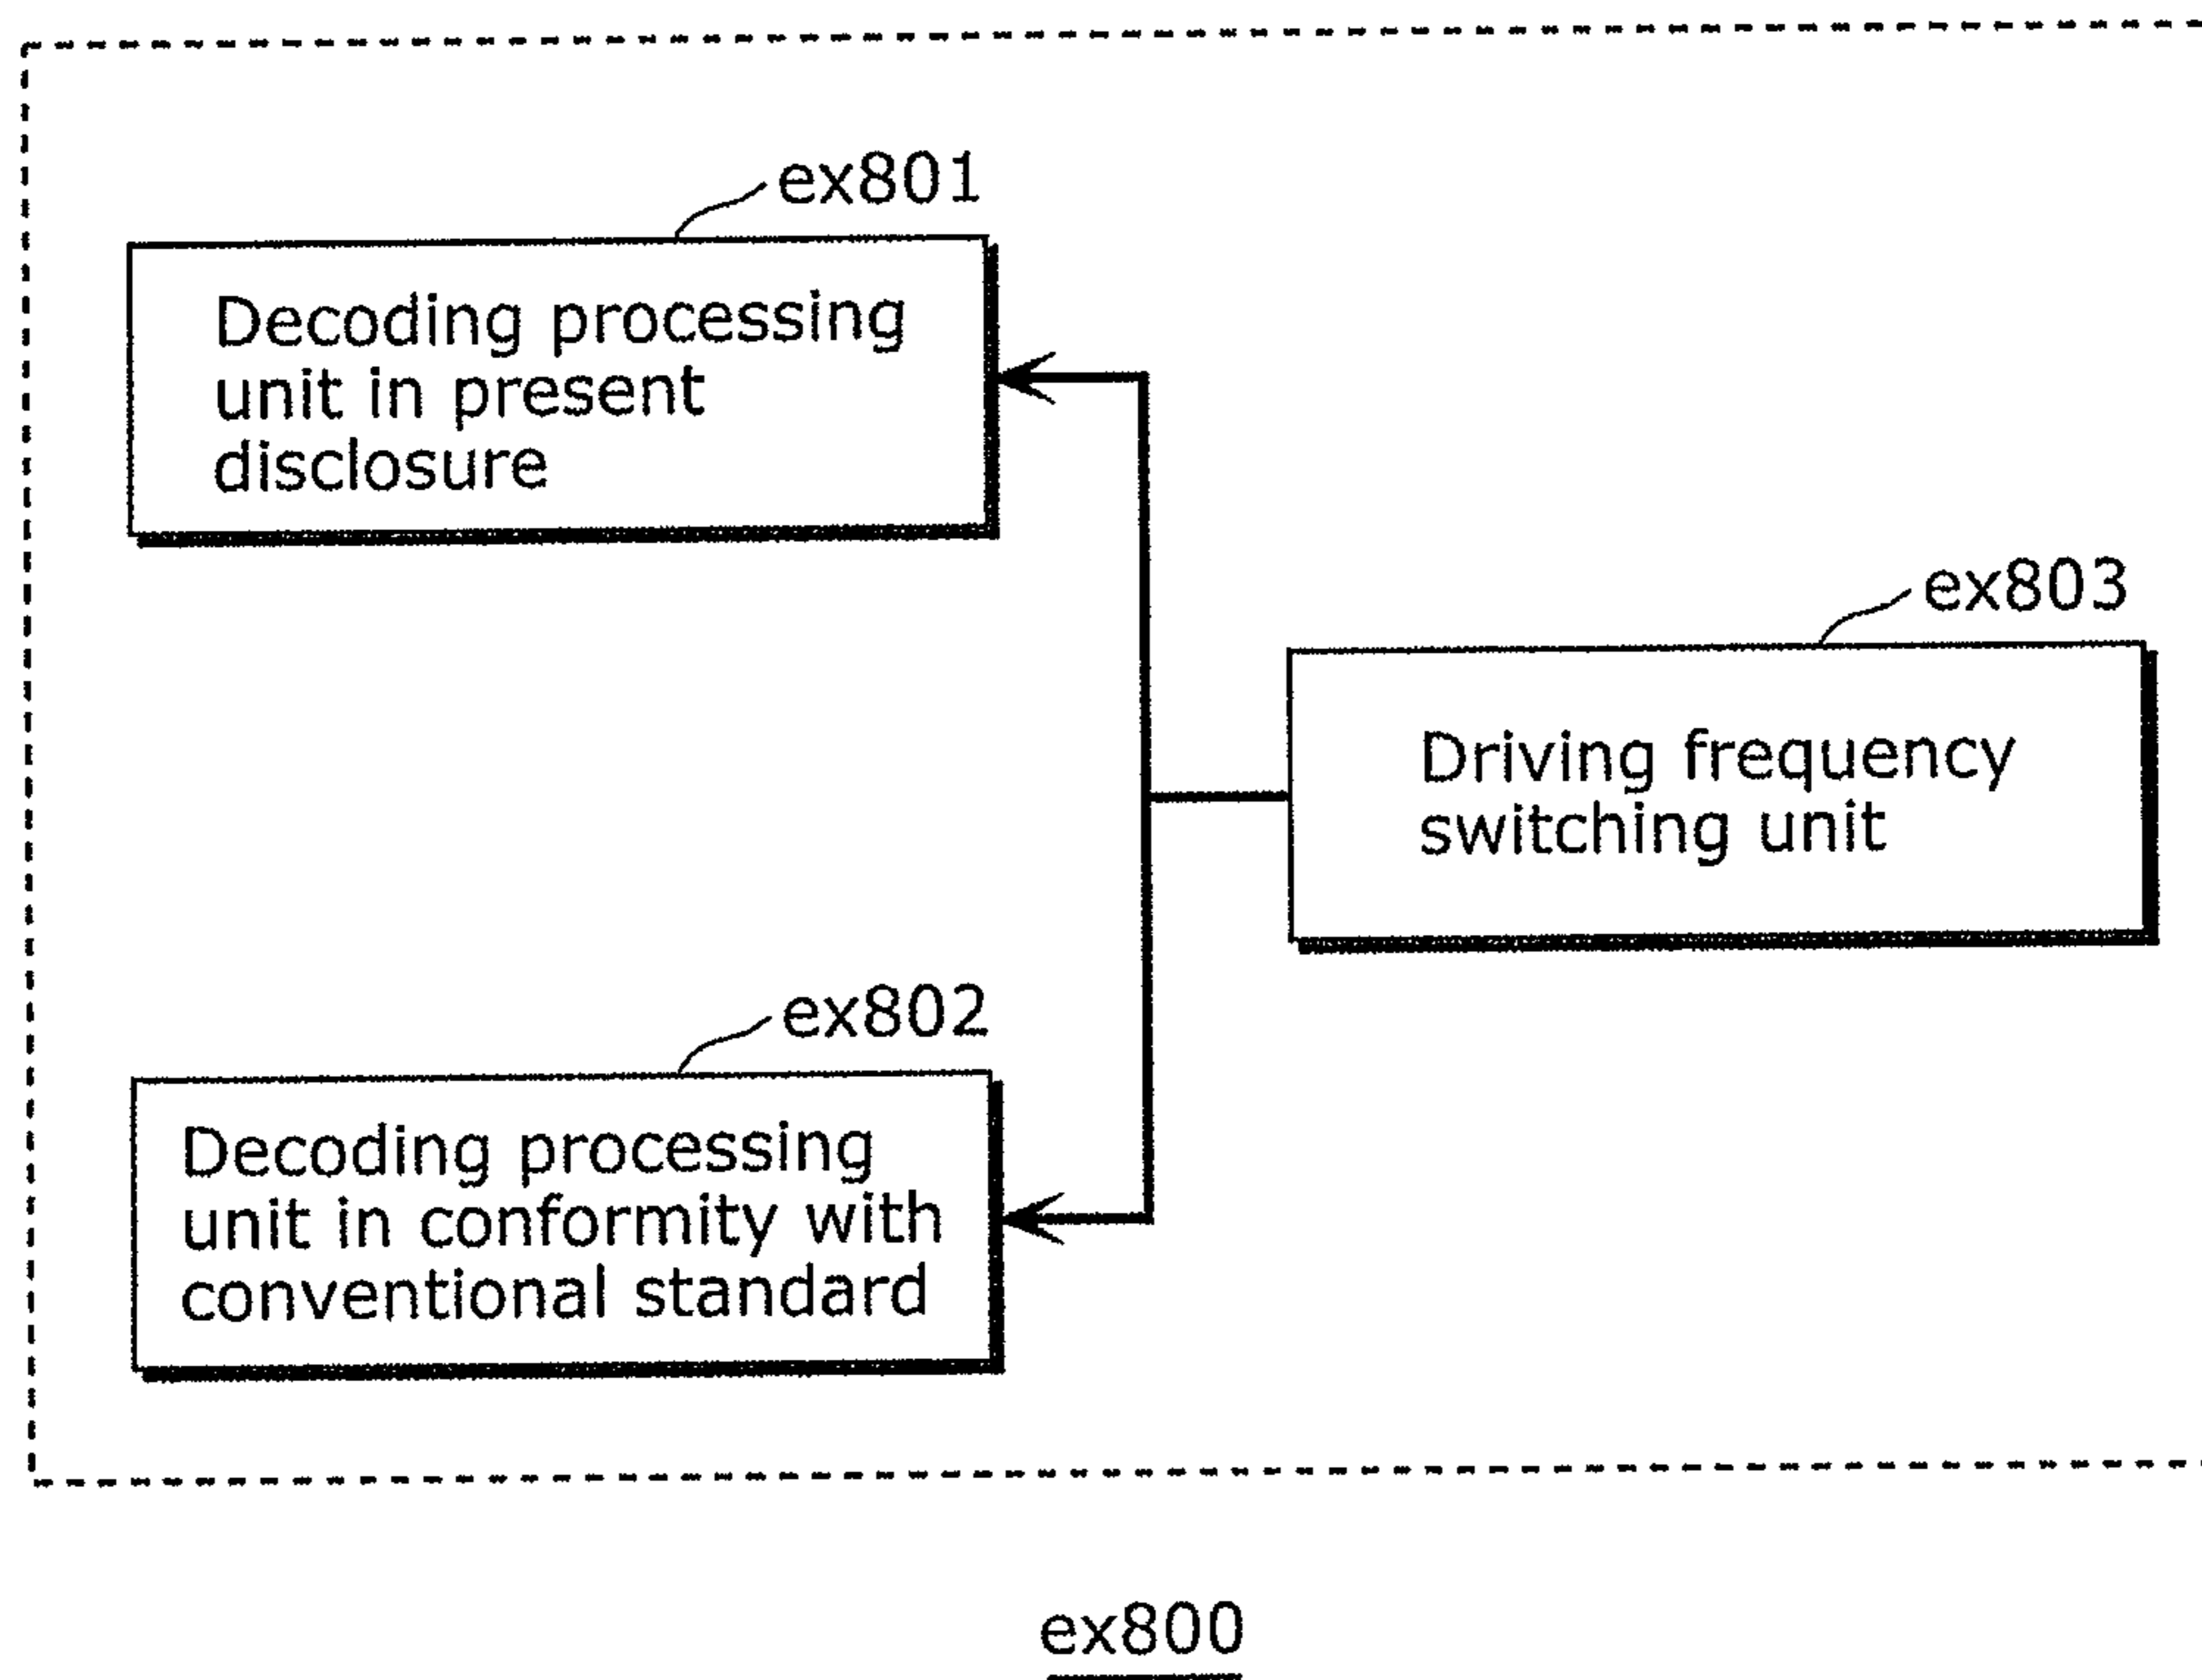 ex801
Decoding processing
unit in present
disclosure
ex803
Driving frequency
switching unit
ex802
Decoding processing
unit in conformity with
conventional standard
ex800